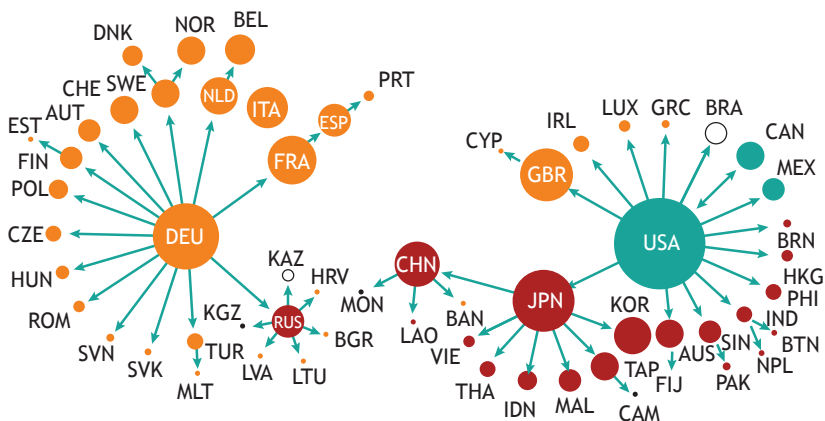 DNK
NOR
BEL
CHE
SWE
NLD
ITA
ESP
PRT
AUT
EST
FIN
FRA
POL
CZE
DEU
HUN
ROM
SVN
SVK
TUR
MLT
KAZ
HRV
KGZ
RUS
BGR
LVA
LTU
MON
CHN
LAO
BAN
CYP
IRL
LUX
GRC
BRA
CAN
GBR
MEX
USA
BRN
HKG
PHI
JPN
KOR
IND
VIE
TAP
AUS
SIN
BTN
THA
IDN
MAL
CAM
FIJ
PAK
NPL